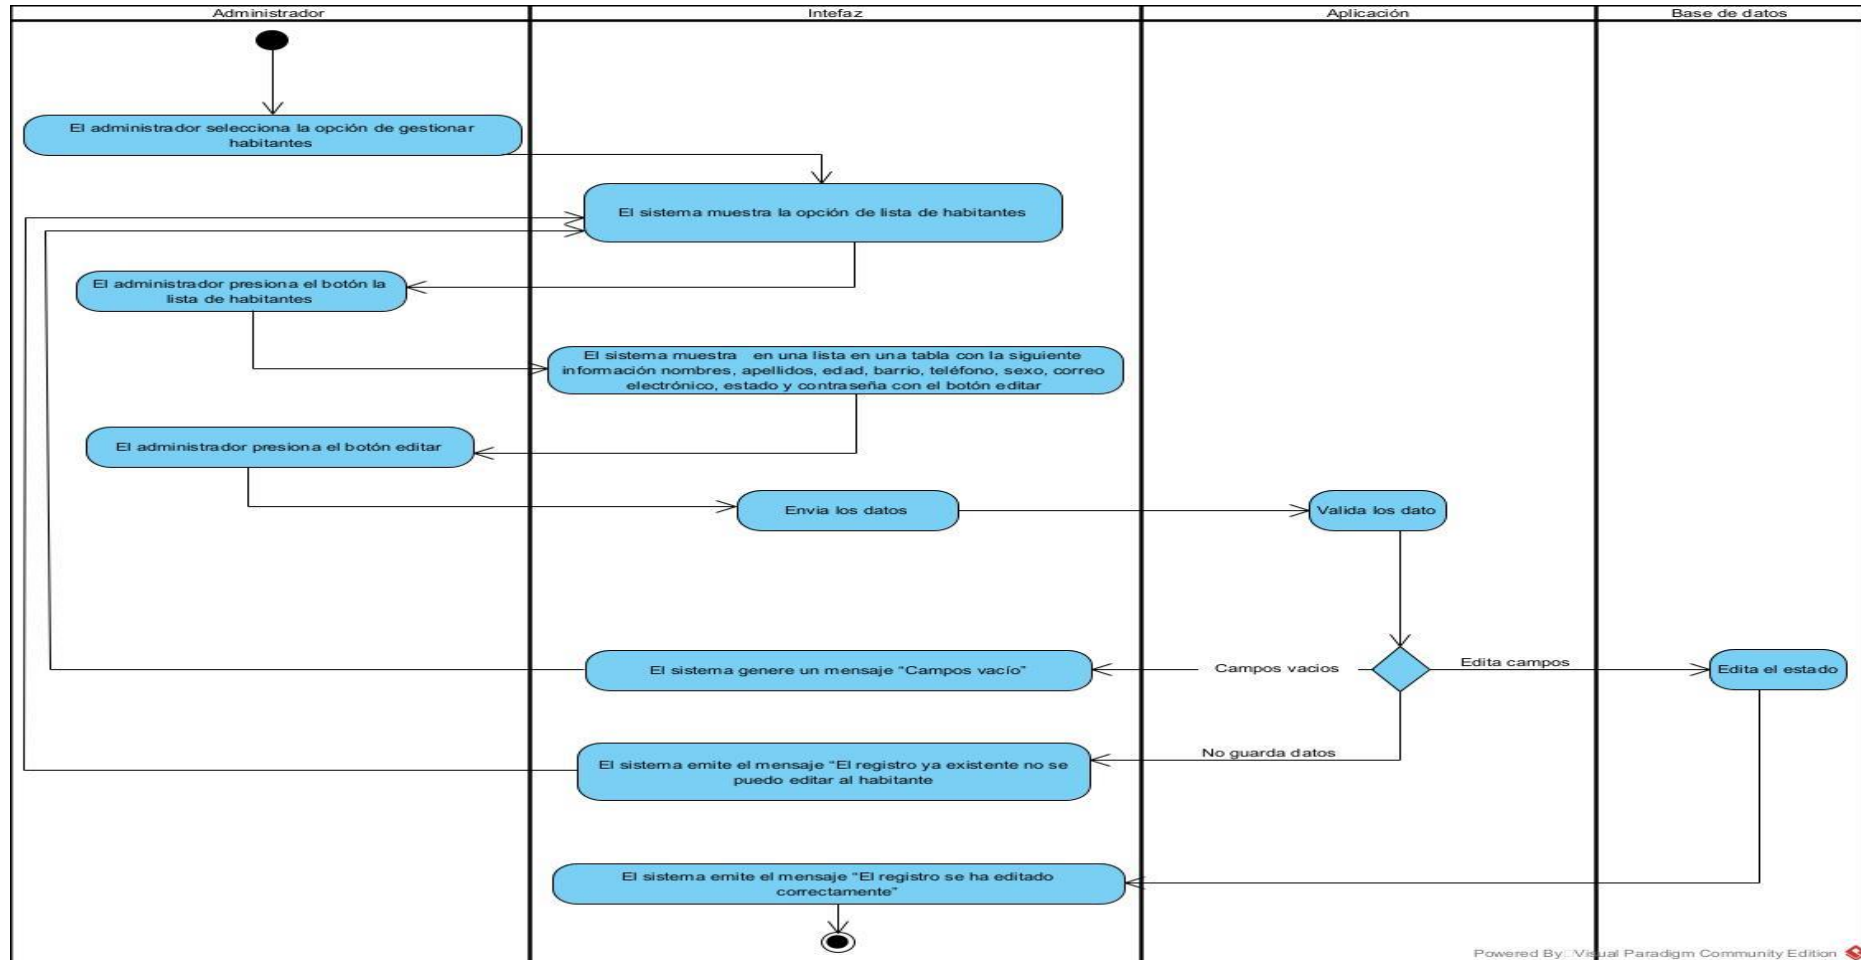 Administrador
Intefaz
Aplicación
Base de datos
El administrador selecciona la opción de gestionar
habitantes
El sistema muestra la opción de lista de habitantes
El administrador presiona el botón la
lista de habitantes
El sistema muestra en una lista en una tabla con la siguiente
información nombres, apellidos, edad, barrio, teléfono, sexo, correo
electrónico, estado y contraseña con el botón editar
El administrador presiona el botón editar
Envia los datos
Valida los dato
El sistema genere un mensaje "Campos vacío"
Campos vacios
Edita campos
Edita el estado
No guarda datos
El sistema emite el mensaje "El registro ya existente no se
puedo editar al habitante
El sistema emite el mensaje "El registro se ha editado
correctamente"
Powered By: Visual Paradigm Community Edition